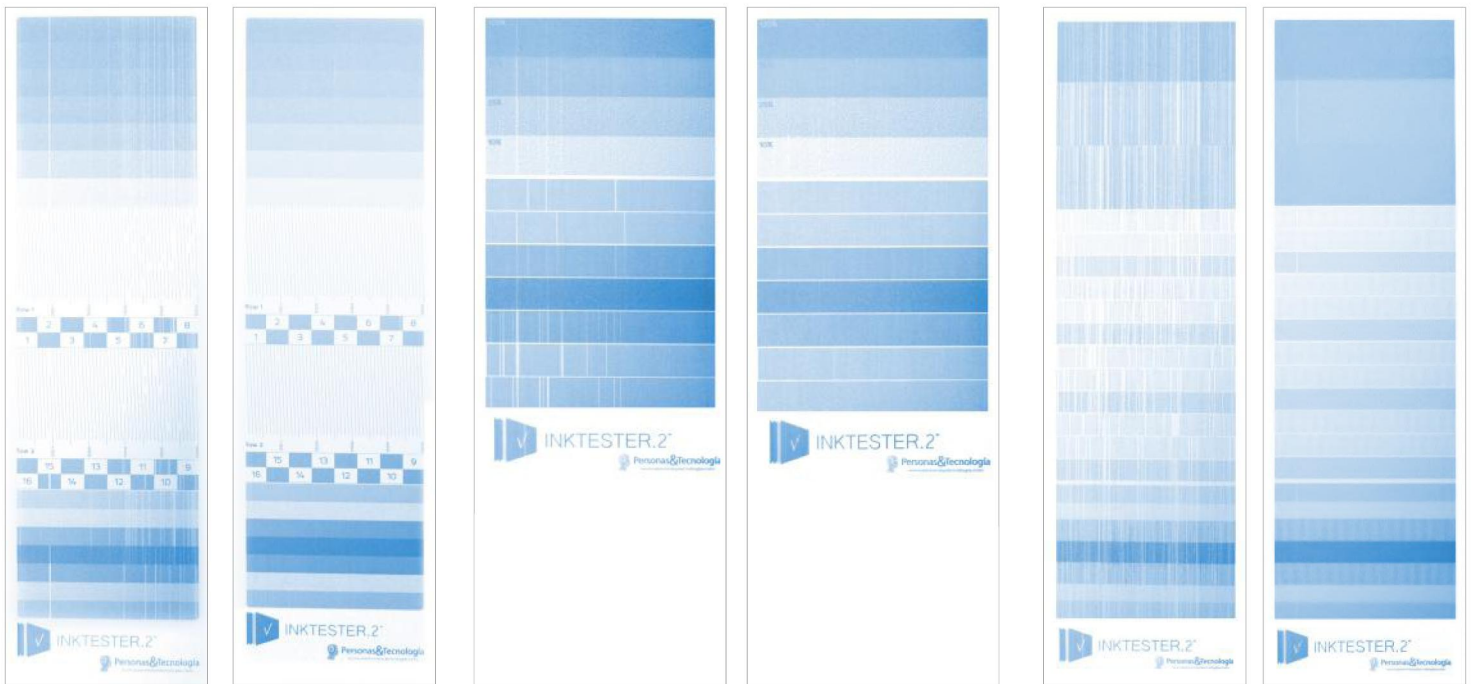 Row 1
2 4 6 8
1 3 5 7
Row 2
15 13 11 9
16 14 12 10
INKTESTER.2
Personas&Tecnología
Row 1
2 4 6 8
1 3 5 7
Row 2
15 13 11 9
16 14 12 10
INKTESTER.2
Personas&Tecnología
10%
INKTESTER.2
Personas&Tecnología
10%
INKTESTER.2
Personas&Tecnología
INKTESTER.2
Personas&Tecnología
INKTESTER.2
Personas&Tecnología